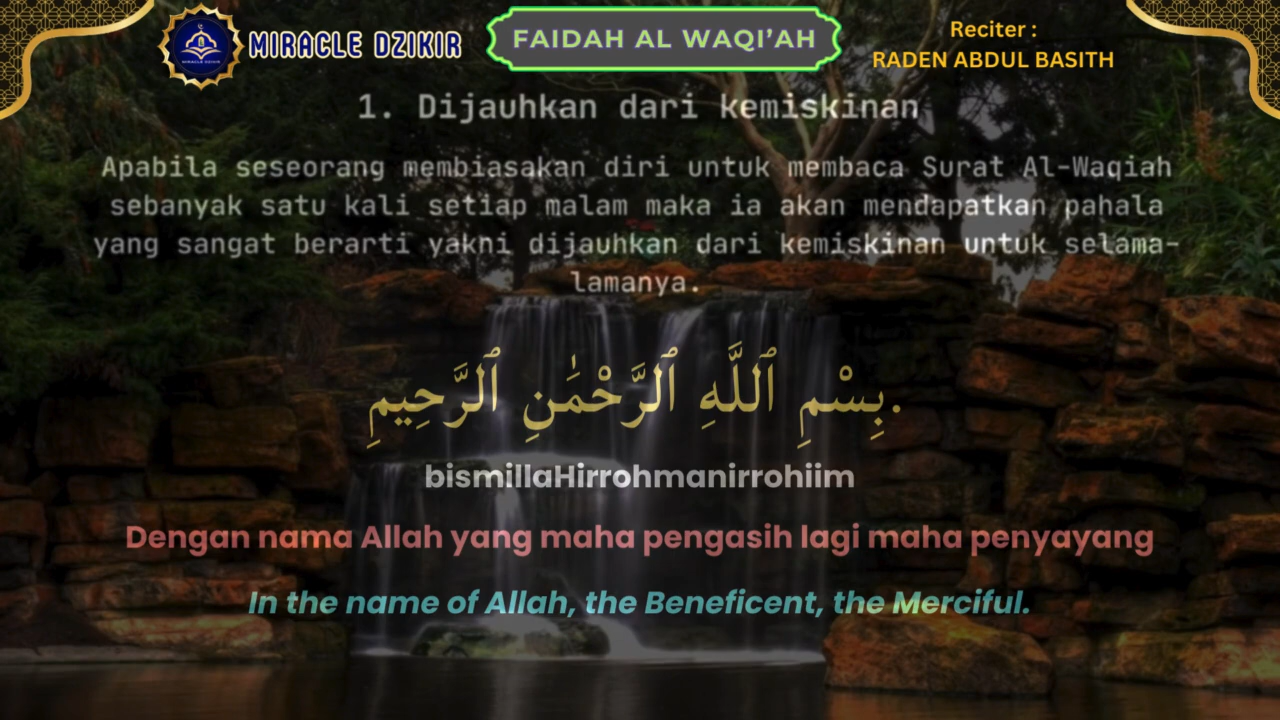 MIRACLE DZIKIR
FAIDAH AL WAQI'AH
Reciter :
RADEN ABDUL BASITH
1. Dijauhkan dari kemiskinan
Apabila seseorang membiasakan diri untuk membaca Surat Al-Waqiah
sebanyak satu kali setiap malam maka ia akan mendapatkan pahala
yang sangat berarti yakni dijauhkan dari kemiskinan untuk selama-
lamanya.
بِسْمِ ٱللَّهِ ٱلرَّحْمَٰنِ ٱلرَّحِيمِ.
bismillaHirrohmanirrohiim
Dengan nama Allah yang maha pengasih lagi maha penyayang
In the name of Allah, the Beneficent, the Merciful.